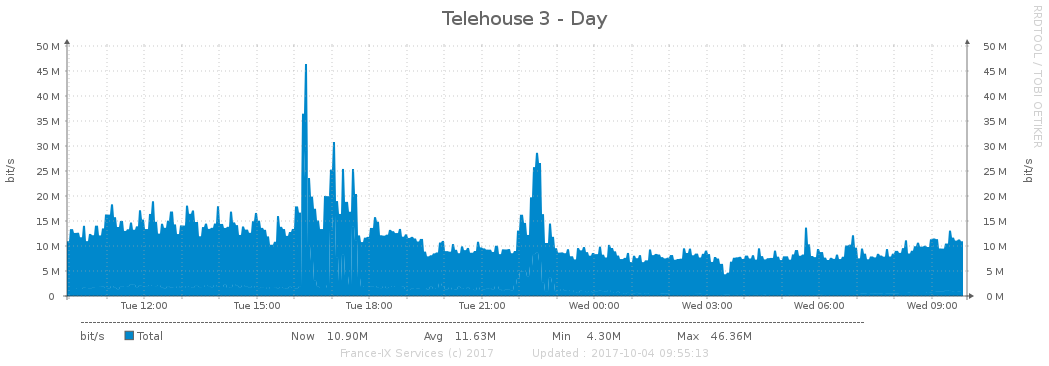 Telehouse 3 - Day
RRDTOOL / TOBI OETIKER
bit/s
bit/s
50 M 50 M
45 M 45 M
40 M 40 M
35 M 35 M
30 M 30 M
25 M 25 M
20 M 20 M
15 M 15 M
10 M 10 M
5 M 5 M
0 0 M
Tue 12:00 Tue 15:00 Tue 18:00 Tue 21:00 Wed 00:00 Wed 03:00 Wed 06:00 Wed 09:00
bit/s Total Now 10.90M Avg 11.63M Min 4.30M Max 46.36M
France-IX Services (c) 2017 Updated : 2017-10-04 09:55:13